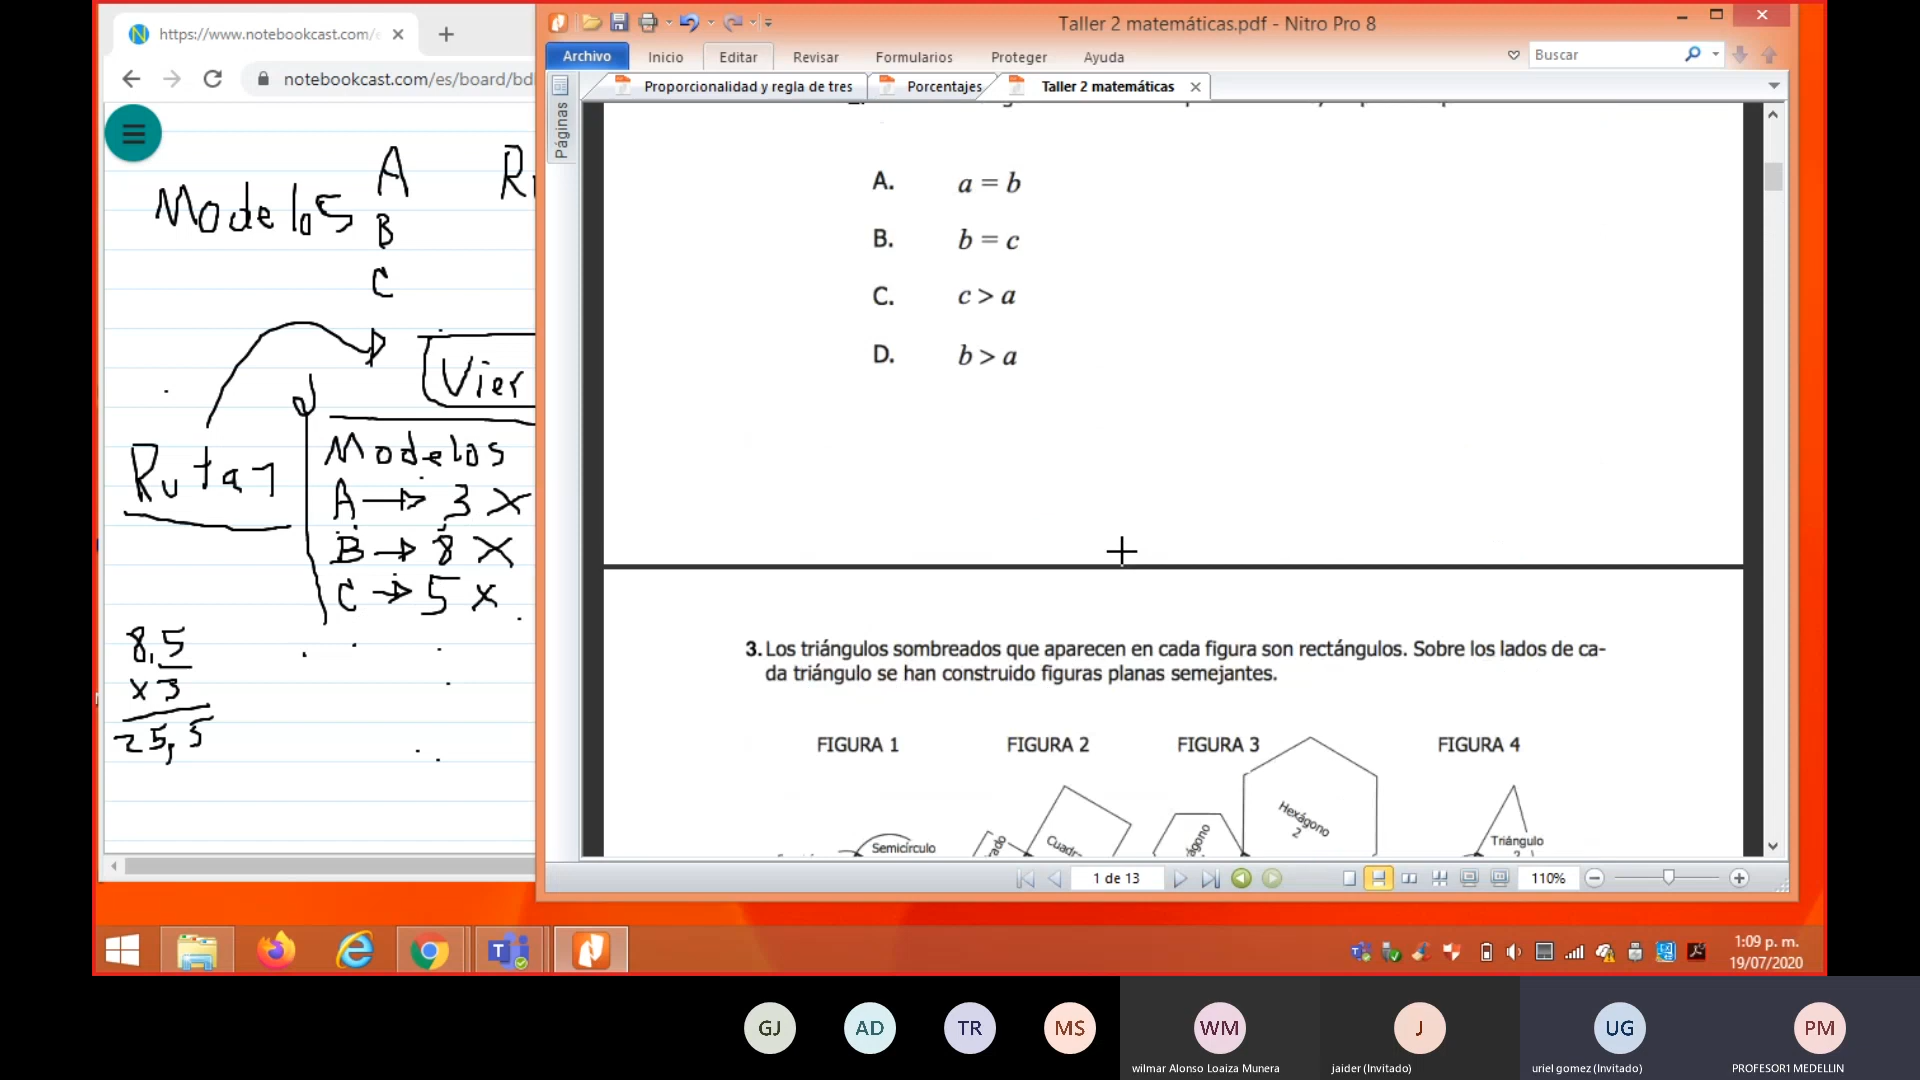 Taller 2 matemáticas.pdf - Nitro Pro 8
https://www.notebookcast.com/e
Archivo Inicio Editar Revisar Formularios Proteger Ayuda Buscar
notebookcast.com/es/board/bd
Proporcionalidad y regla de tres Porcentajes Taller 2 matemáticas
Páginas
A
Modelos
B
C
Vier
Ruta 1
Modelos
A → 3 X
B → 8 X
C → 5 x
8,5
x 3
25,5
A. a = b
B. b = c
C. c > a
D. b > a
3. Los triángulos sombreados que aparecen en cada figura son rectángulos. Sobre los lados de ca-
da triángulo se han construido figuras planas semejantes.
FIGURA 1 FIGURA 2 FIGURA 3 FIGURA 4
Semicírculo
Hexágono
2
Triángulo
1 de 13 110%
1:09 p. m.
19/07/2020
GJ AD TR MS WM J UG PM
wilmar Alonso Loaiza Munera jaider (Invitado) uriel gomez (Invitado) PROFESOR1 MEDELLIN